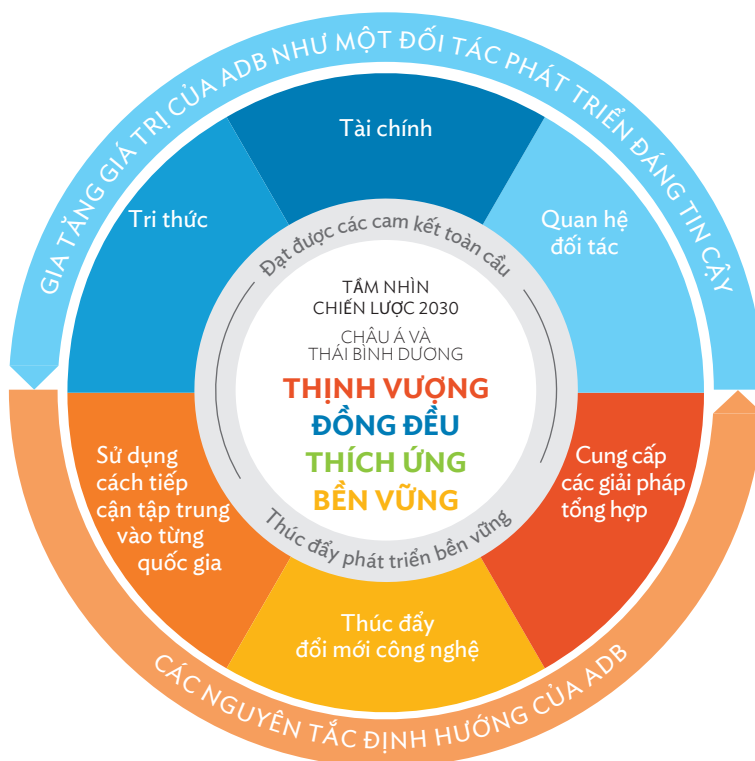 GIA TĂNG GIÁ TRỊ CỦA ADB NHƯ MỘT ĐỐI TÁC PHÁT TRIỂN ĐÁNG TIN CẬY
Tài chính
Tri thức
Quan hệ
đối tác
Đạt được các cam kết toàn cầu
TẦM NHÌN
CHIẾN LƯỢC 2030
CHÂU Á VÀ
THÁI BÌNH DƯƠNG
THỊNH VƯỢNG
ĐỒNG ĐỀU
THÍCH ỨNG
BỀN VỮNG
Thúc đẩy phát triển bền vững
Sử dụng
cách tiếp
cận tập trung
vào từng
quốc gia
Cung cấp
các giải pháp
tổng hợp
Thúc đẩy
đổi mới công nghệ
CÁC NGUYÊN TẮC ĐỊNH HƯỚNG CỦA ADB